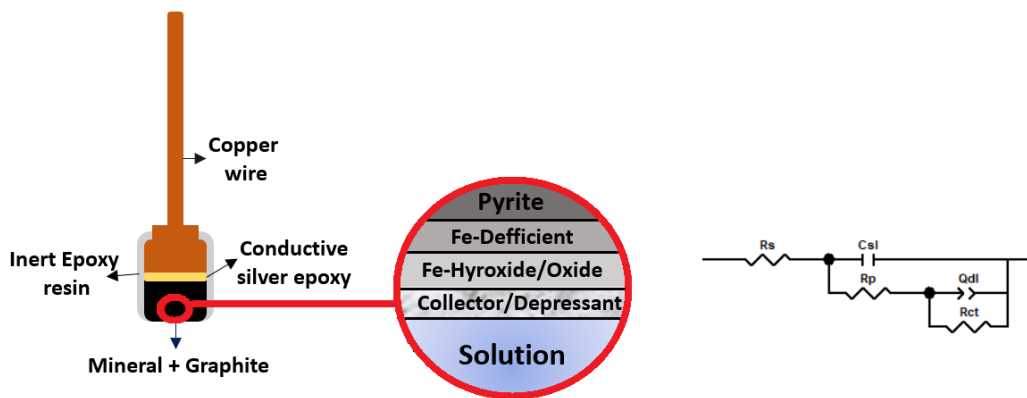 Copper
wire
Inert Epoxy
resin
Conductive
silver epoxy
Mineral + Graphite
Pyrite
Fe-Defficient
Fe-Hyroxide/Oxide
Collector/Depressant
Solution
Rs
Csl
Rp
Qdl
Rct